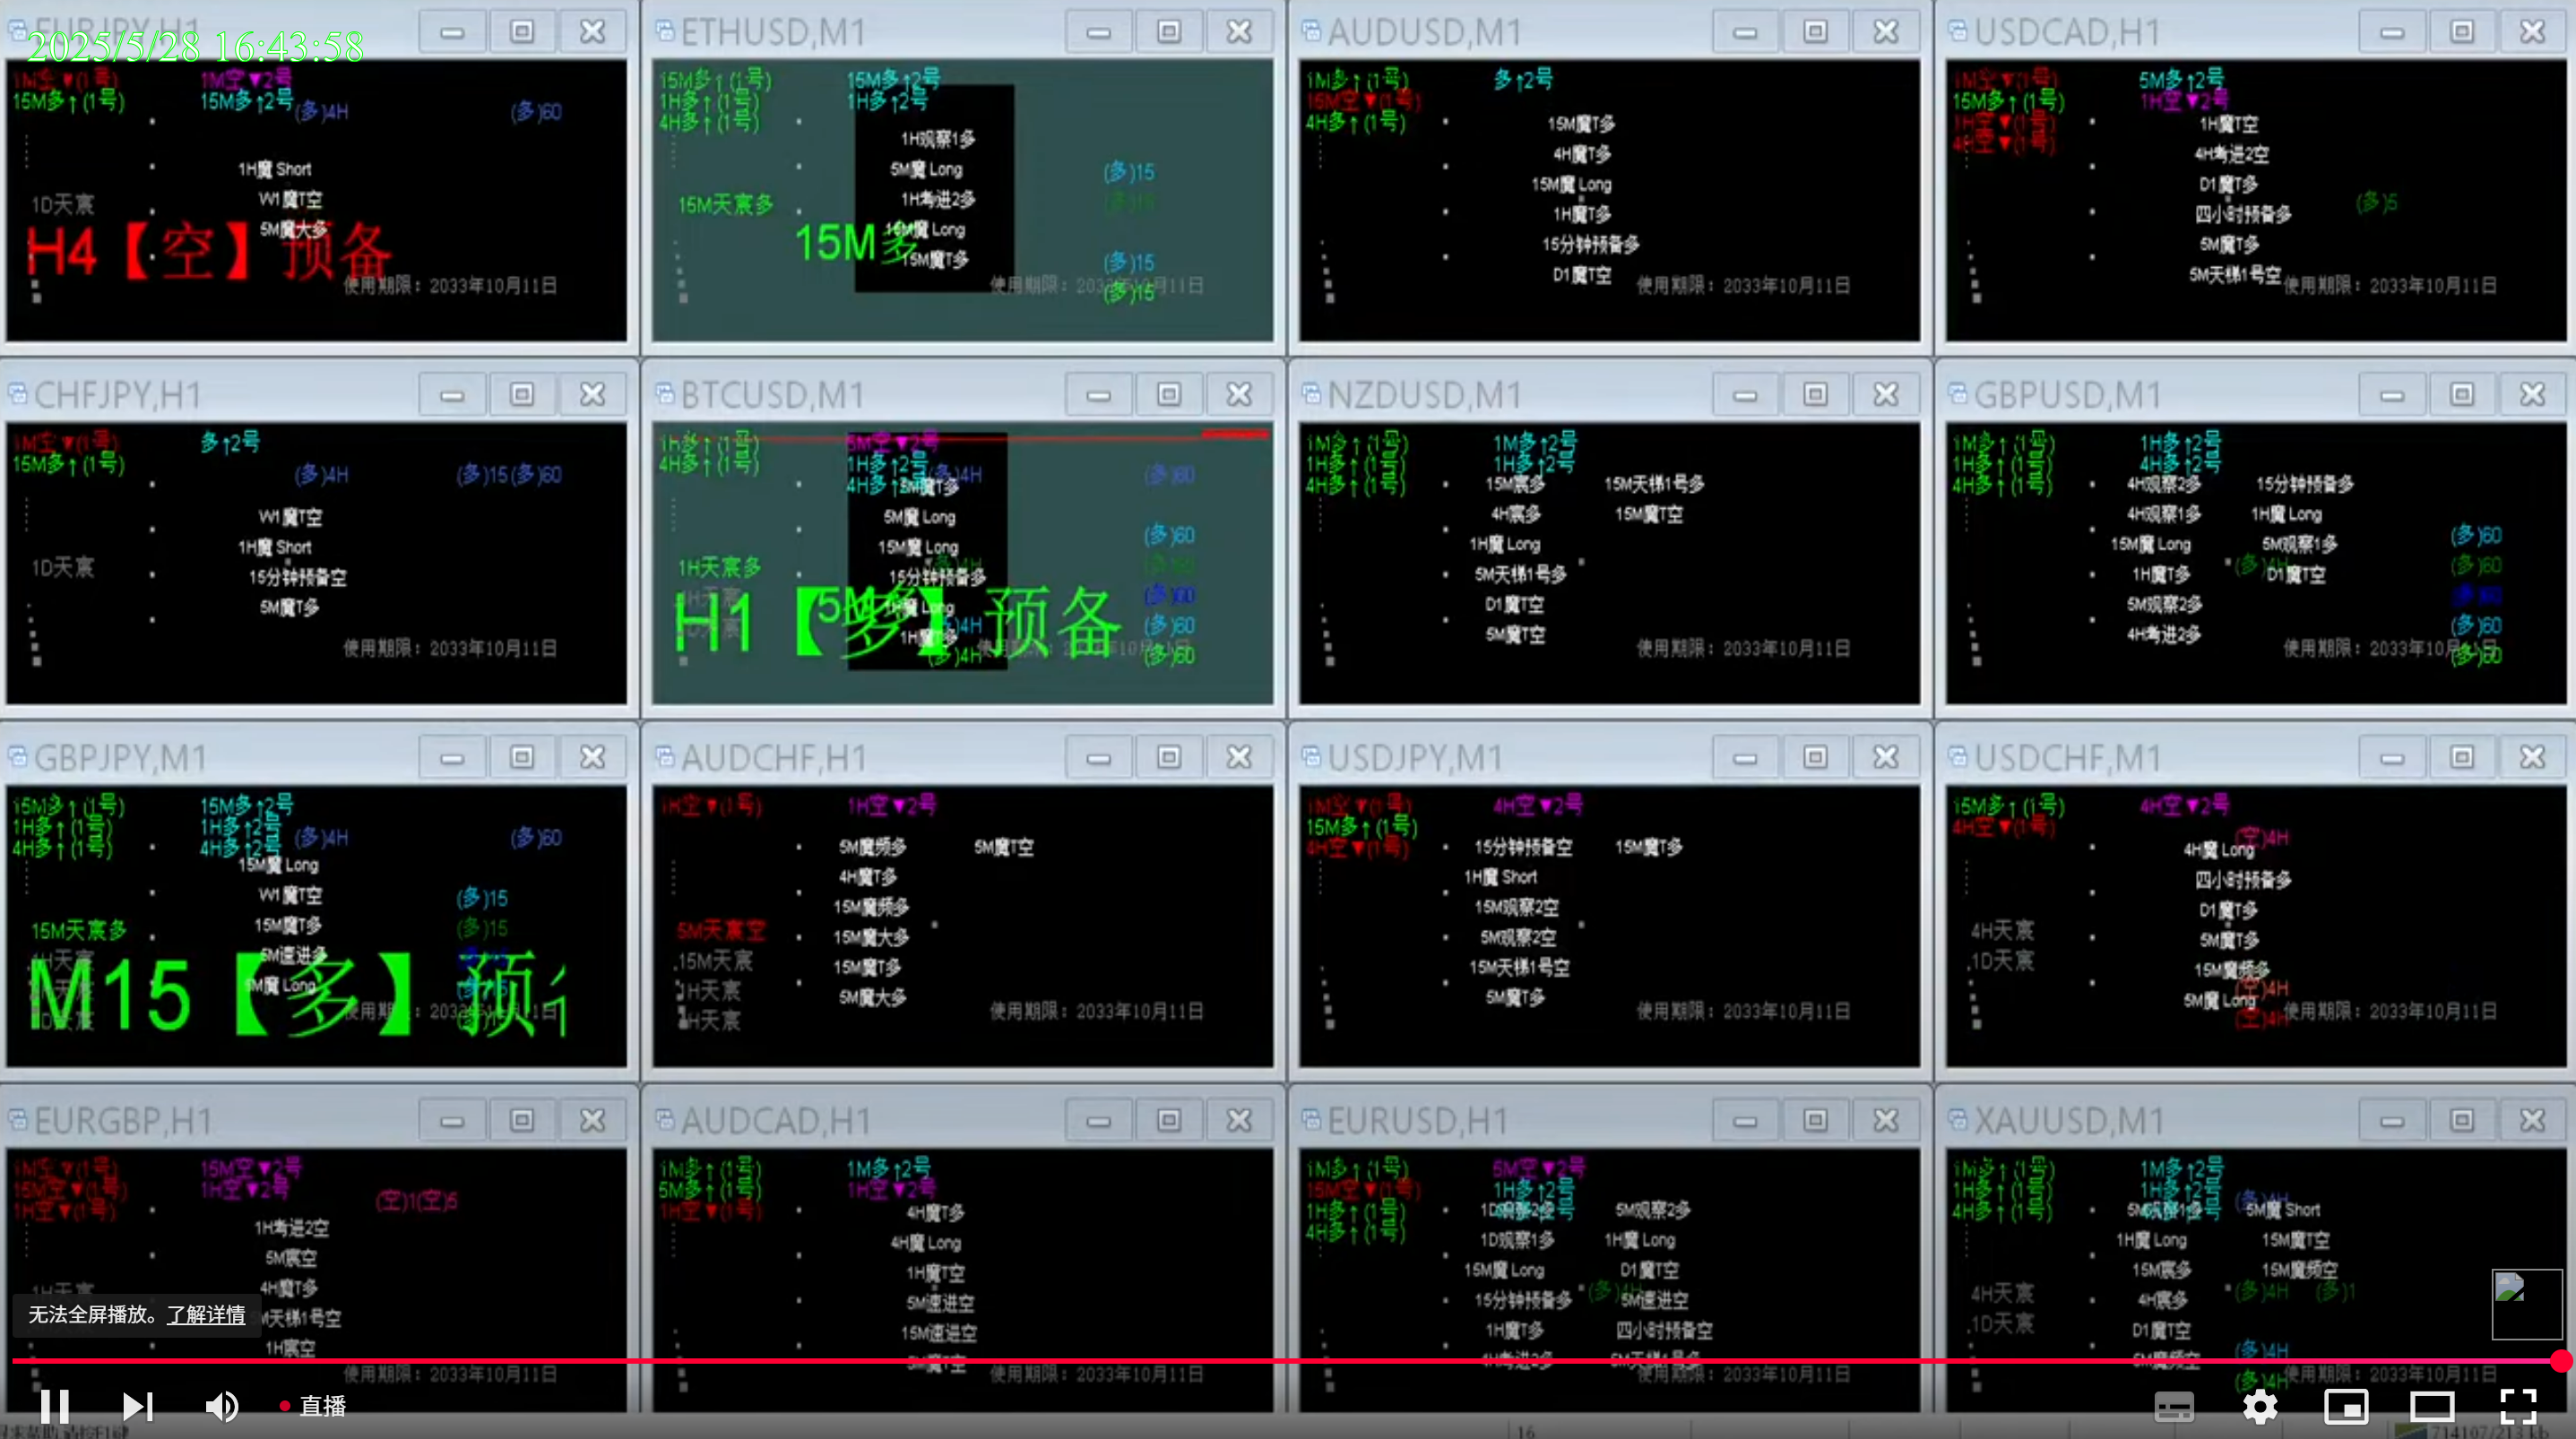 EURJPY,H1
2025/5/28 16:43:58
1M空▼(1号) 1M空▼2号
15M多↑(1号) 15M多↑2号
(多)4H (多)60
1H魔 Short
1D天宸 W1魔T空
5M魔大多
H4【空】预备
使用期限：2033年10月11日
ETHUSD,M1
15M多↑(1号) 15M多↑2号
1H多↑(1号) 1H多↑2号
4H多↑(1号)
1H观察1多
5M魔 Long (多)15
15M天宸多 1H考进2多 (多)15
15M多 15M魔 Long
15M魔T多 (多)15
使用期限：2033年10月11日
(多)15
AUDUSD,M1
1M多↑(1号) 多↑2号
15M空▼(1号)
4H多↑(1号) 15M魔T多
4H魔T多
15M魔 Long
1H魔T多
15分钟预备多
D1魔T空
使用期限：2033年10月11日
USDCAD,H1
1M空▼(1号) 5M多↑2号
15M多↑(1号) 1H空▼2号
1H空▼(1号) 1H魔T空
4H空▼(1号) 4H考进2空
D1魔T多
四小时预备多 (多)5
5M魔T多
5M天梯1号空
使用期限：2033年10月11日
CHFJPY,H1
1M空▼(1号) 多↑2号
15M多↑(1号)
(多)4H (多)15(多)60
W1魔T空
1H魔 Short
1D天宸 15分钟预备空
5M魔T多
使用期限：2033年10月11日
BTCUSD,M1
1H多↑(1号) 5M空▼2号
4H多↑(1号) 1H多↑2号
4H多↑2号
(多)4H (多)60
5M魔T多
5M魔 Long (多)60
15M魔 Long
1H天宸多 15分钟预备多 (多)60
1H魔 Long (多)60
H1【多】预备
1H魔T多 (多)4H (多)60
(多)4H (多)60
NZDUSD,M1
1M多↑(1号) 1M多↑2号
1H多↑(1号) 1H多↑2号
4H多↑(1号) 15M宸多 15M天梯1号多
4H宸多 15M魔T空
1H魔 Long
5M天梯1号多
D1魔T空
5M魔T空
使用期限：2033年10月11日
GBPUSD,M1
1M多↑(1号) 1H多↑2号
1H多↑(1号) 4H多↑2号
4H多↑(1号) 4H观察2多 15分钟预备多
4H观察1多 1H魔 Long
15M魔 Long 5M观察1多 (多)60
1H魔T多 D1魔T空 (多)60
5M观察2多 (多)60
4H考进2多 (多)60
使用期限：2033年10月11日
(多)60
GBPJPY,M1
15M多↑(1号) 15M多↑2号
1H多↑(1号) 1H多↑2号
4H多↑(1号) 4H多↑2号
(多)4H (多)60
15M魔 Long
W1魔T空 (多)15
15M天宸多 15M魔T多 (多)15
4H天宸 5M速进多
5M魔 Long
M15【多】预
AUDCHF,H1
1H空▼(1号) 1H空▼2号
5M魔频多 5M魔T空
4H魔T多
15M魔频多
5M天宸空 15M魔大多
15M天宸 15M魔T多
1H天宸 5M魔大多
4H天宸
使用期限：2033年10月11日
USDJPY,M1
1M空▼(1号) 4H空▼2号
15M多↑(1号)
4H空▼(1号) 15分钟预备空 15M魔T多
1H魔 Short
15M观察2空
5M观察2空
15M天梯1号空
5M魔T多
使用期限：2033年10月11日
USDCHF,M1
15M多↑(1号) 4H空▼2号
4H空▼(1号) (空)4H
4H魔 Long
四小时预备多
D1魔T多
4H天宸 5M魔T多
1D天宸 15M魔频多
(空)4H
5M魔 Long
(空)4H
使用期限：2033年10月11日
EURGBP,H1
1M空▼(1号) 15M空▼2号
15M空▼(1号) 1H空▼2号
1H空▼(1号) (空)1(空)5
1H考进2空
5M宸空
1H天宸 4H魔T多
无法全屏播放。了解详情
M天梯1号空
1H宸空
使用期限：2033年10月11日
AUDCAD,H1
1M多↑(1号) 1M多↑2号
5M多↑(1号) 1H空▼2号
1H空▼(1号) 4H魔T多
4H魔 Long
1H魔T空
5M速进空
15M速进空
5M魔T空
使用期限：2033年10月11日
EURUSD,H1
1M多↑(1号) 5M空▼2号
15M空▼(1号) 1H多↑2号
1H多↑(1号) 1D观察2多 5M观察2多
4H多↑(1号) 1D观察1多 1H魔 Long
15M魔 Long D1魔T空
15分钟预备多 (多)4H 5M速进空
1H魔T多 四小时预备空
4H考进2多 5M天梯1号多
使用期限：2033年10月11日
XAUUSD,M1
1M多↑(1号) 1M多↑2号
1H多↑(1号) 1H多↑2号
4H多↑(1号) 5M观察1多 (多)4H 5M魔 Short
1H魔 Long 15M魔T空
15M宸多 15M魔频空
4H天宸 4H宸多 (多)4H (多)1
1D天宸 D1魔T空
5M魔频空 (多)4H
(多)4H
使用期限：2033年10月11日
直播
16
714107/213 kb